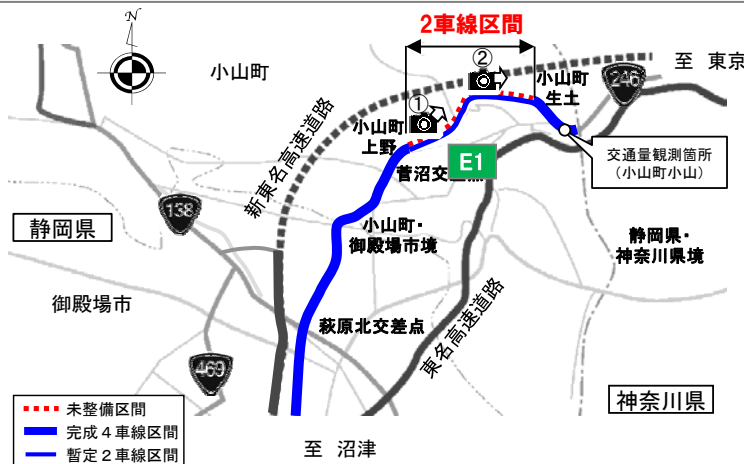 N
2車線区間
至 東京
小山町
②
小山町
生土
246
①
小山町
上野
交通量観測箇所
(小山町小山)
新東名高速道路
菅沼交差点
E1
138
静岡県
小山町・
御殿場市境
静岡県・
神奈川県境
御殿場市
萩原北交差点
東名高速道路
469
神奈川県
未整備区間
完成4車線区間
暫定2車線区間
至 沼津